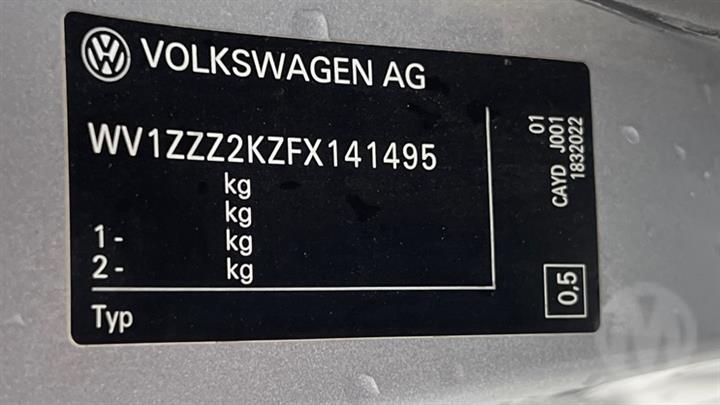 VOLKSWAGEN AG
WV1ZZZ2KZFX141495
kg
kg
1- kg
2- kg
Typ
01
CAYD J001
1832022
0,5